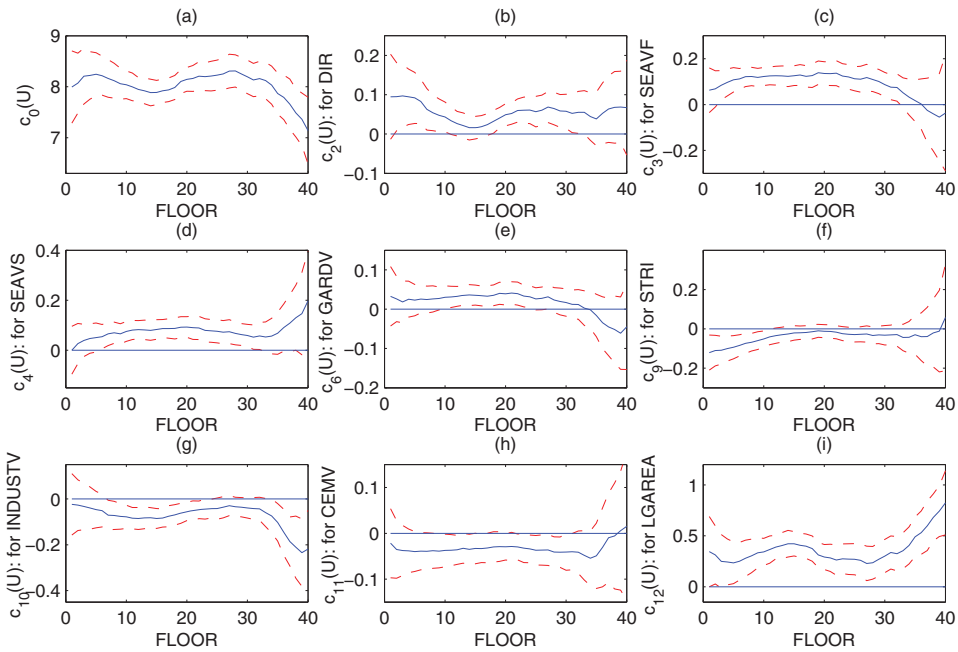 (a)
(b)
(c)
c0(U)
9
8
7
0 10 20 30 40
FLOOR
c2(U): for DIR
0.2
0.1
0
−0.1
0 10 20 30 40
FLOOR
c3(U): for SEAVF
0.2
0
−0.2
0 10 20 30 40
FLOOR
(d)
(e)
(f)
c4(U): for SEAVS
0.4
0.2
0
0 10 20 30 40
FLOOR
c6(U): for GARDV
0.1
0
−0.1
−0.2
0 10 20 30 40
FLOOR
c9(U): for STRI
0.2
0
−0.2
0 10 20 30 40
FLOOR
(g)
(h)
(i)
c10(U): for INDUSTV
0
−0.2
−0.4
0 10 20 30 40
FLOOR
c11(U): for CEMV
0.1
0
−0.1
0 10 20 30 40
FLOOR
c12(U): for LGAREA
1
0.5
0
0 10 20 30 40
FLOOR